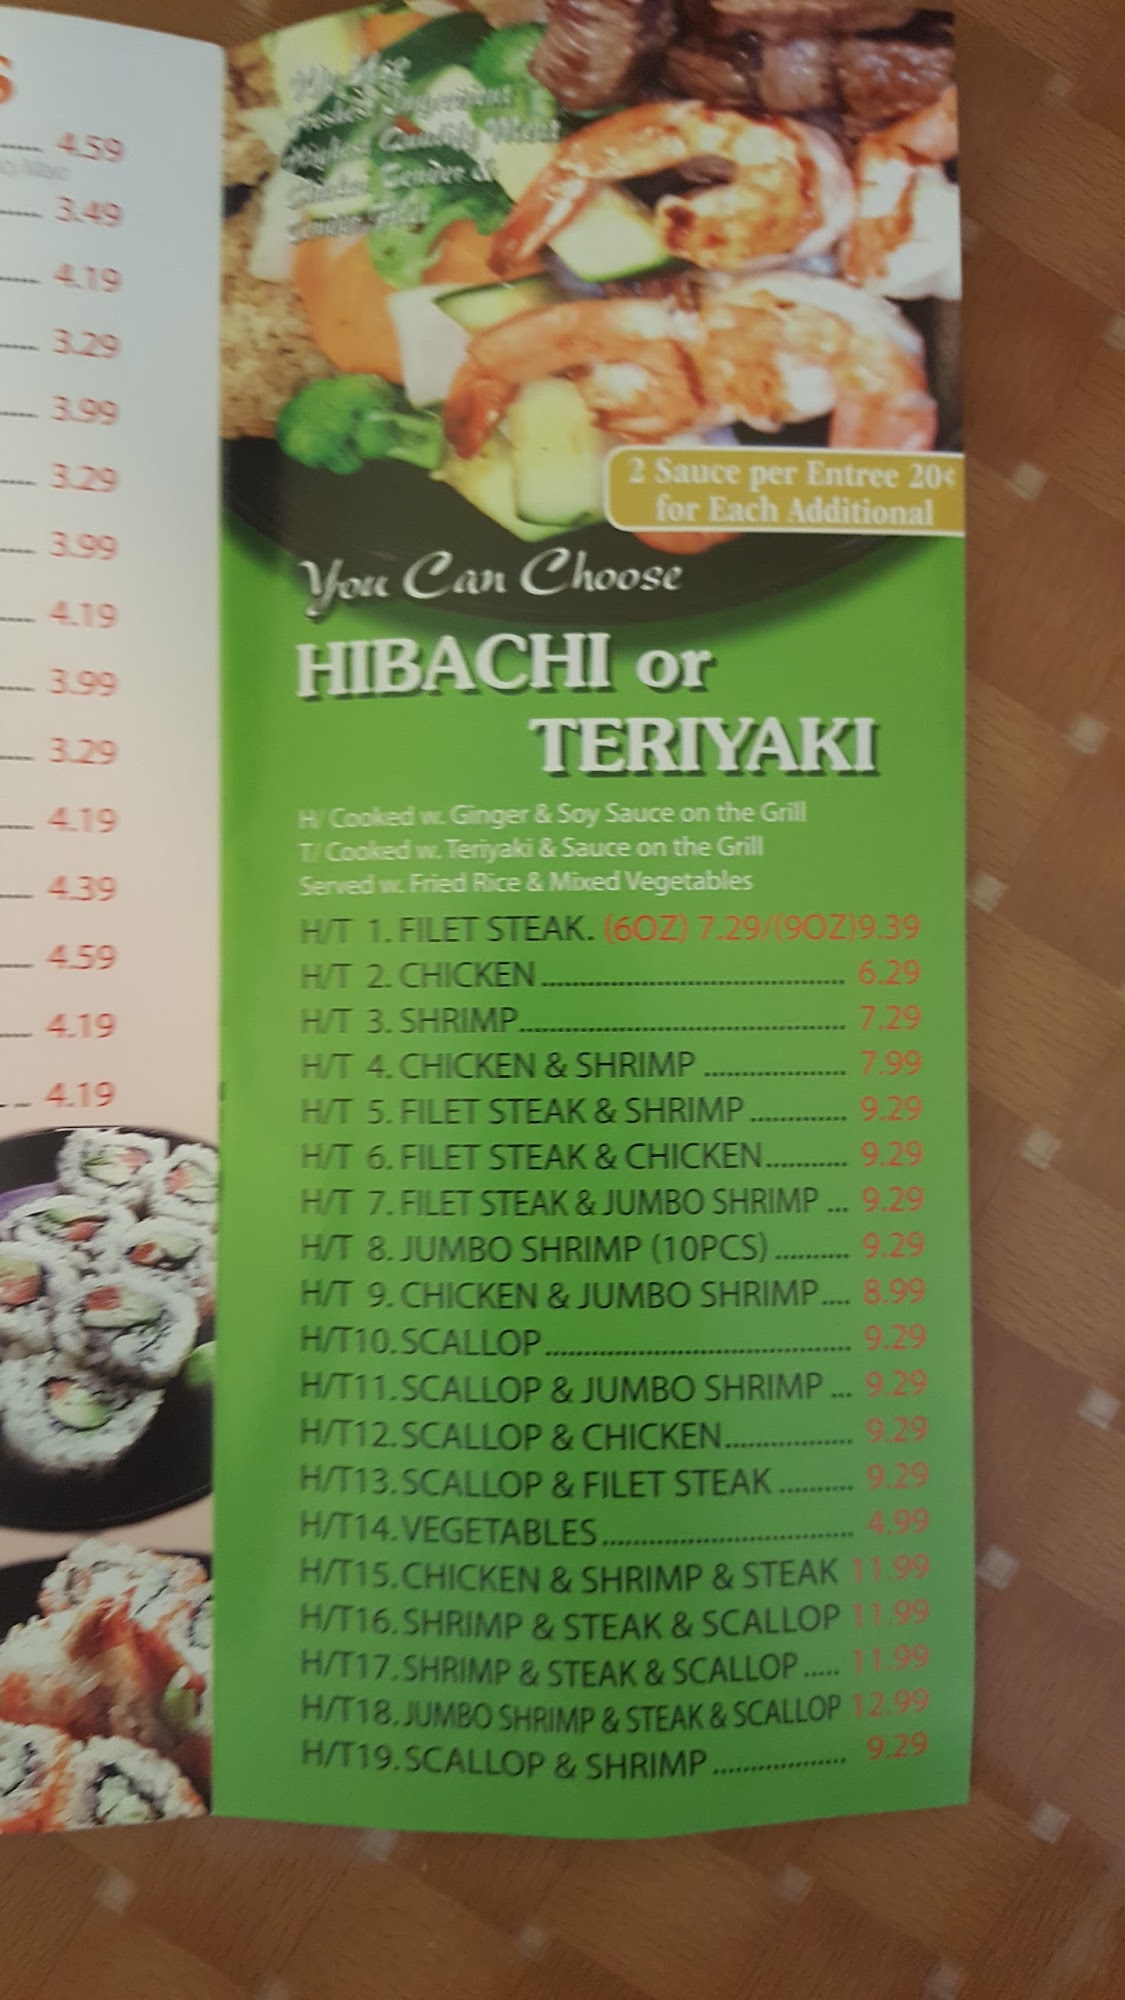 S
4.59
3.49
4.19
3.29
3.99
3.29
3.99
4.19
3.99
3.29
4.19
4.39
4.59
4.19
4.19
We Use
Ingredient
Quality Meat
Tender &
2 Sauce per Entree 20¢
for Each Additional
You Can Choose
HIBACHI or
TERIYAKI
H/ Cooked w. Ginger & Soy Sauce on the Grill
T/ Cooked w. Teriyaki & Sauce on the Grill
Served w. Fried Rice & Mixed Vegetables
H/T 1. FILET STEAK. (6OZ) 7.29/(9OZ)9.39
H/T 2. CHICKEN........................................ 6.29
H/T 3. SHRIMP........................................... 7.29
H/T 4. CHICKEN & SHRIMP ................... 7.99
H/T 5. FILET STEAK & SHRIMP ............. 9.29
H/T 6. FILET STEAK & CHICKEN........... 9.29
H/T 7. FILET STEAK & JUMBO SHRIMP ... 9.29
H/T 8. JUMBO SHRIMP (10PCS) .......... 9.29
H/T 9. CHICKEN & JUMBO SHRIMP.... 8.99
H/T10. SCALLOP......................................... 9.29
H/T11. SCALLOP & JUMBO SHRIMP ... 9.29
H/T12. SCALLOP & CHICKEN................. 9.29
H/T13. SCALLOP & FILET STEAK .......... 9.29
H/T14. VEGETABLES.................................. 4.99
H/T15. CHICKEN & SHRIMP & STEAK 11.99
H/T16. SHRIMP & STEAK & SCALLOP 11.99
H/T17. SHRIMP & STEAK & SCALLOP ..... 11.99
H/T18. JUMBO SHRIMP & STEAK & SCALLOP 12.99
H/T19. SCALLOP & SHRIMP .................. 9.29